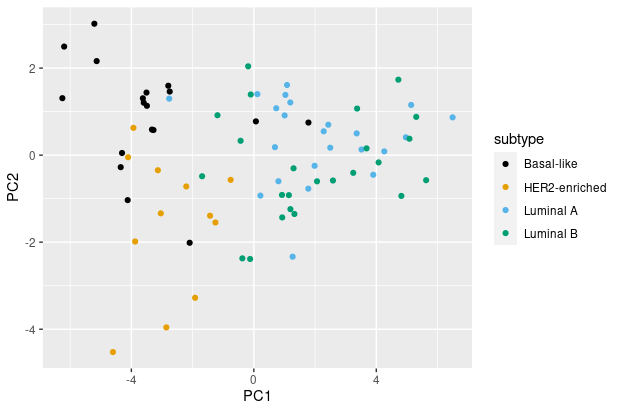 2
0
-2
-4
PC2
-4
0
4
PC1
subtype
Basal-like
HER2-enriched
Luminal A
Luminal B